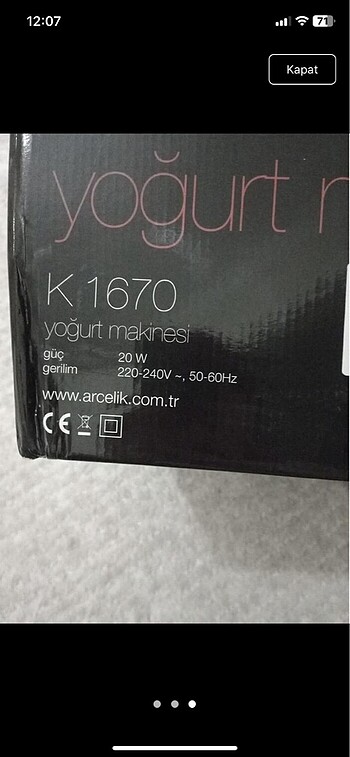 12:07
71
Kapat
yoğurt
K 1670
yoğurt makinesi
güç 20 W
gerilim 220-240V ~, 50-60Hz
www.arcelik.com.tr
CE